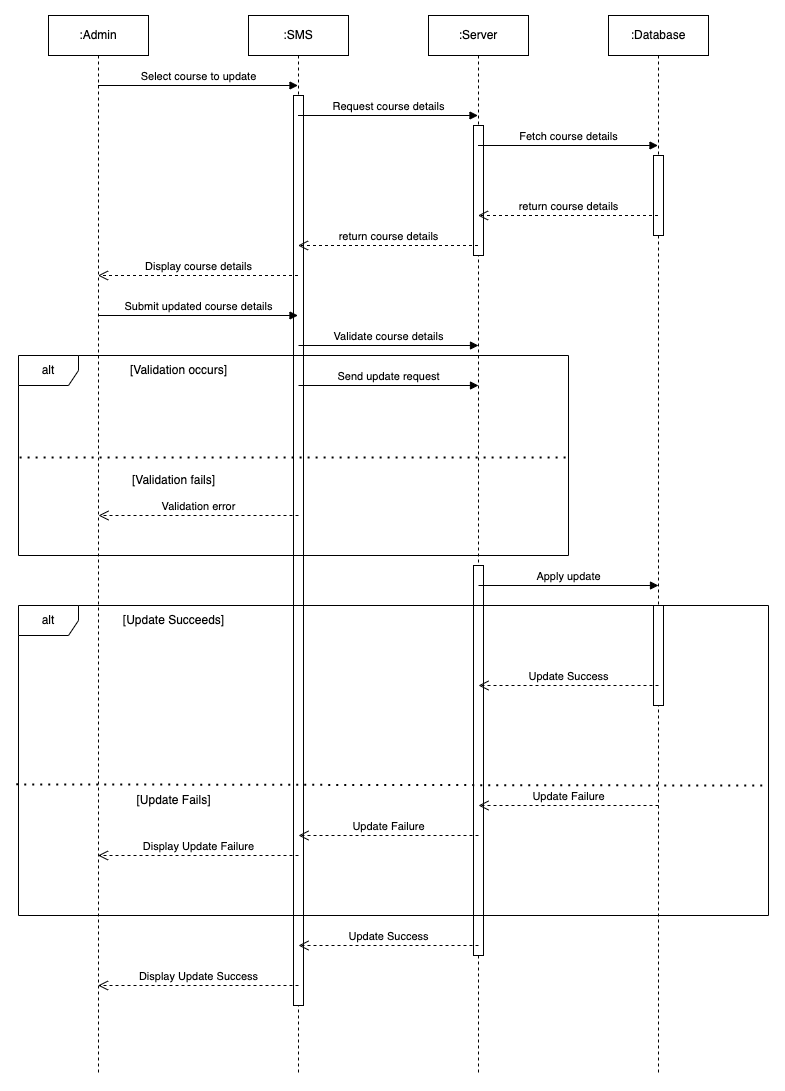 :Admin
:SMS
:Server
:Database
Select course to update
Request course details
Fetch course details
return course details
return course details
Display course details
Submit updated course details
Validate course details
alt
[Validation occurs]
Send update request
[Validation fails]
Validation error
Apply update
alt
[Update Succeeds]
Update Success
[Update Fails]
Update Failure
Update Failure
Display Update Failure
Update Success
Display Update Success